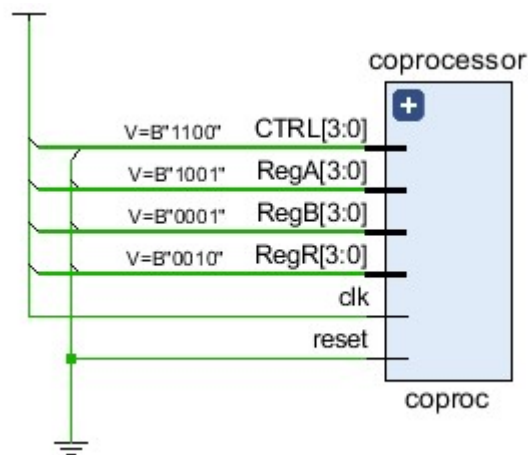 coprocessor
V=B"1100" CTRL[3:0]
V=B"1001" RegA[3:0]
V=B"0001" RegB[3:0]
V=B"0010" RegR[3:0]
clk
reset
coproc